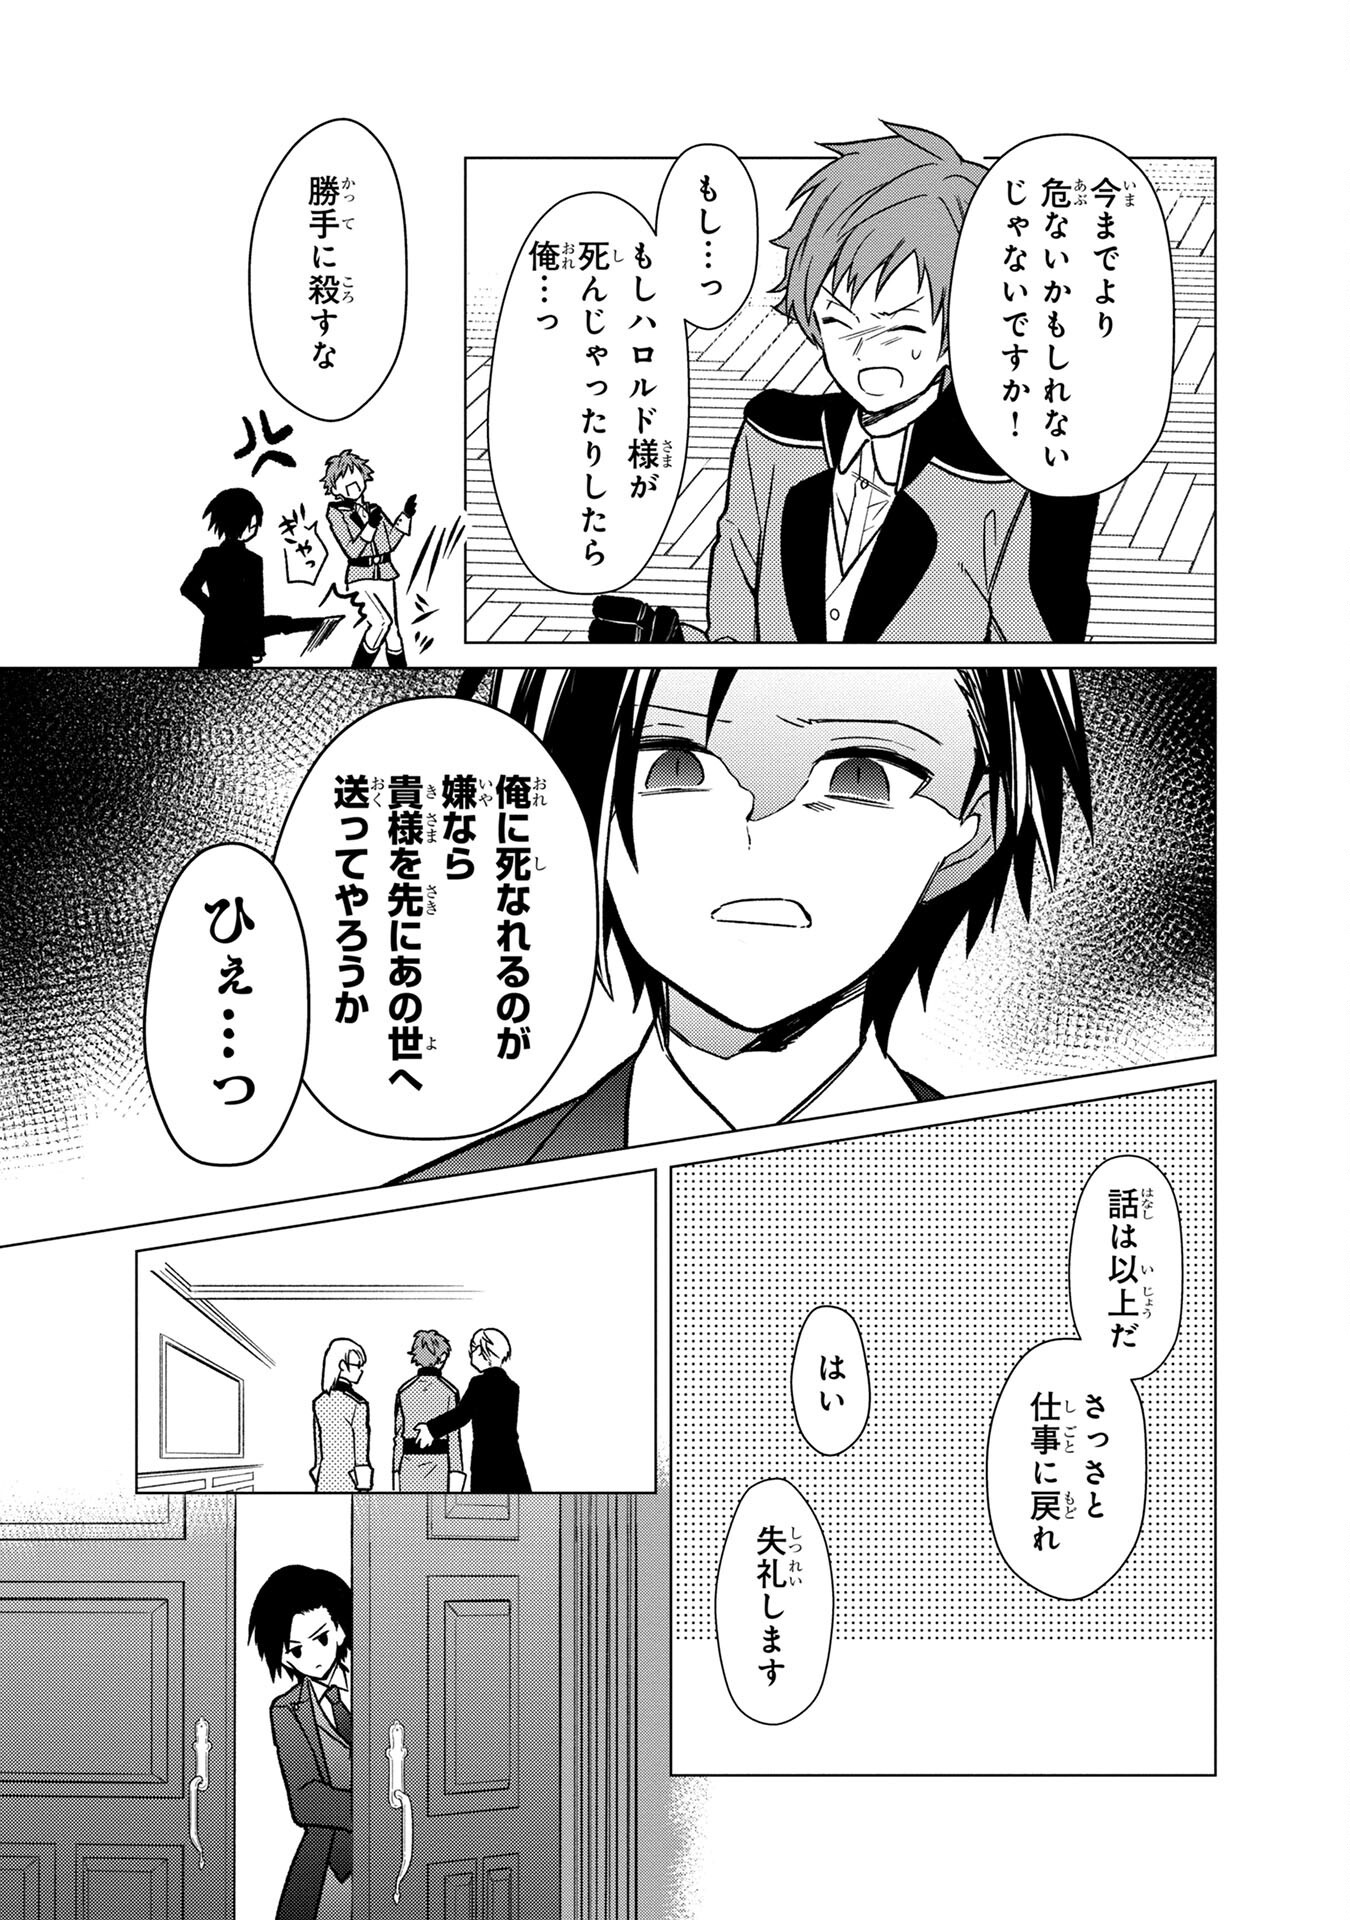 今までより
危ないかもしれない
じゃないですか!
もし…っ
もしハロルド様が
死んじゃったりしたら
俺…っ
勝手に殺すな
ぎゃっ
俺に死なれるのが
嫌なら
貴様を先にあの世へ
送ってやろうか
ひえ…っ
話は以上だ
さっさと
仕事に戻れ
はい
失礼します